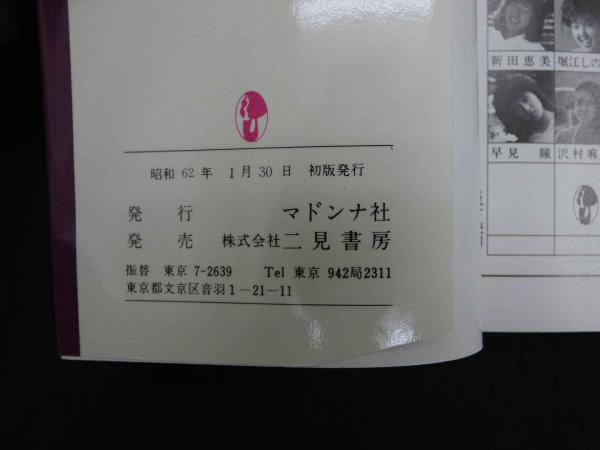 昭和 62 年 1 月 30 日 初版発行
発 行 マドンナ社
発 売 株式会社 二見書房
振替 東京 7-2639 Tel 東京 942局2311
東京都文京区音羽1－21－11
新田恵美 堀江しの
早見 瞳 沢村麻